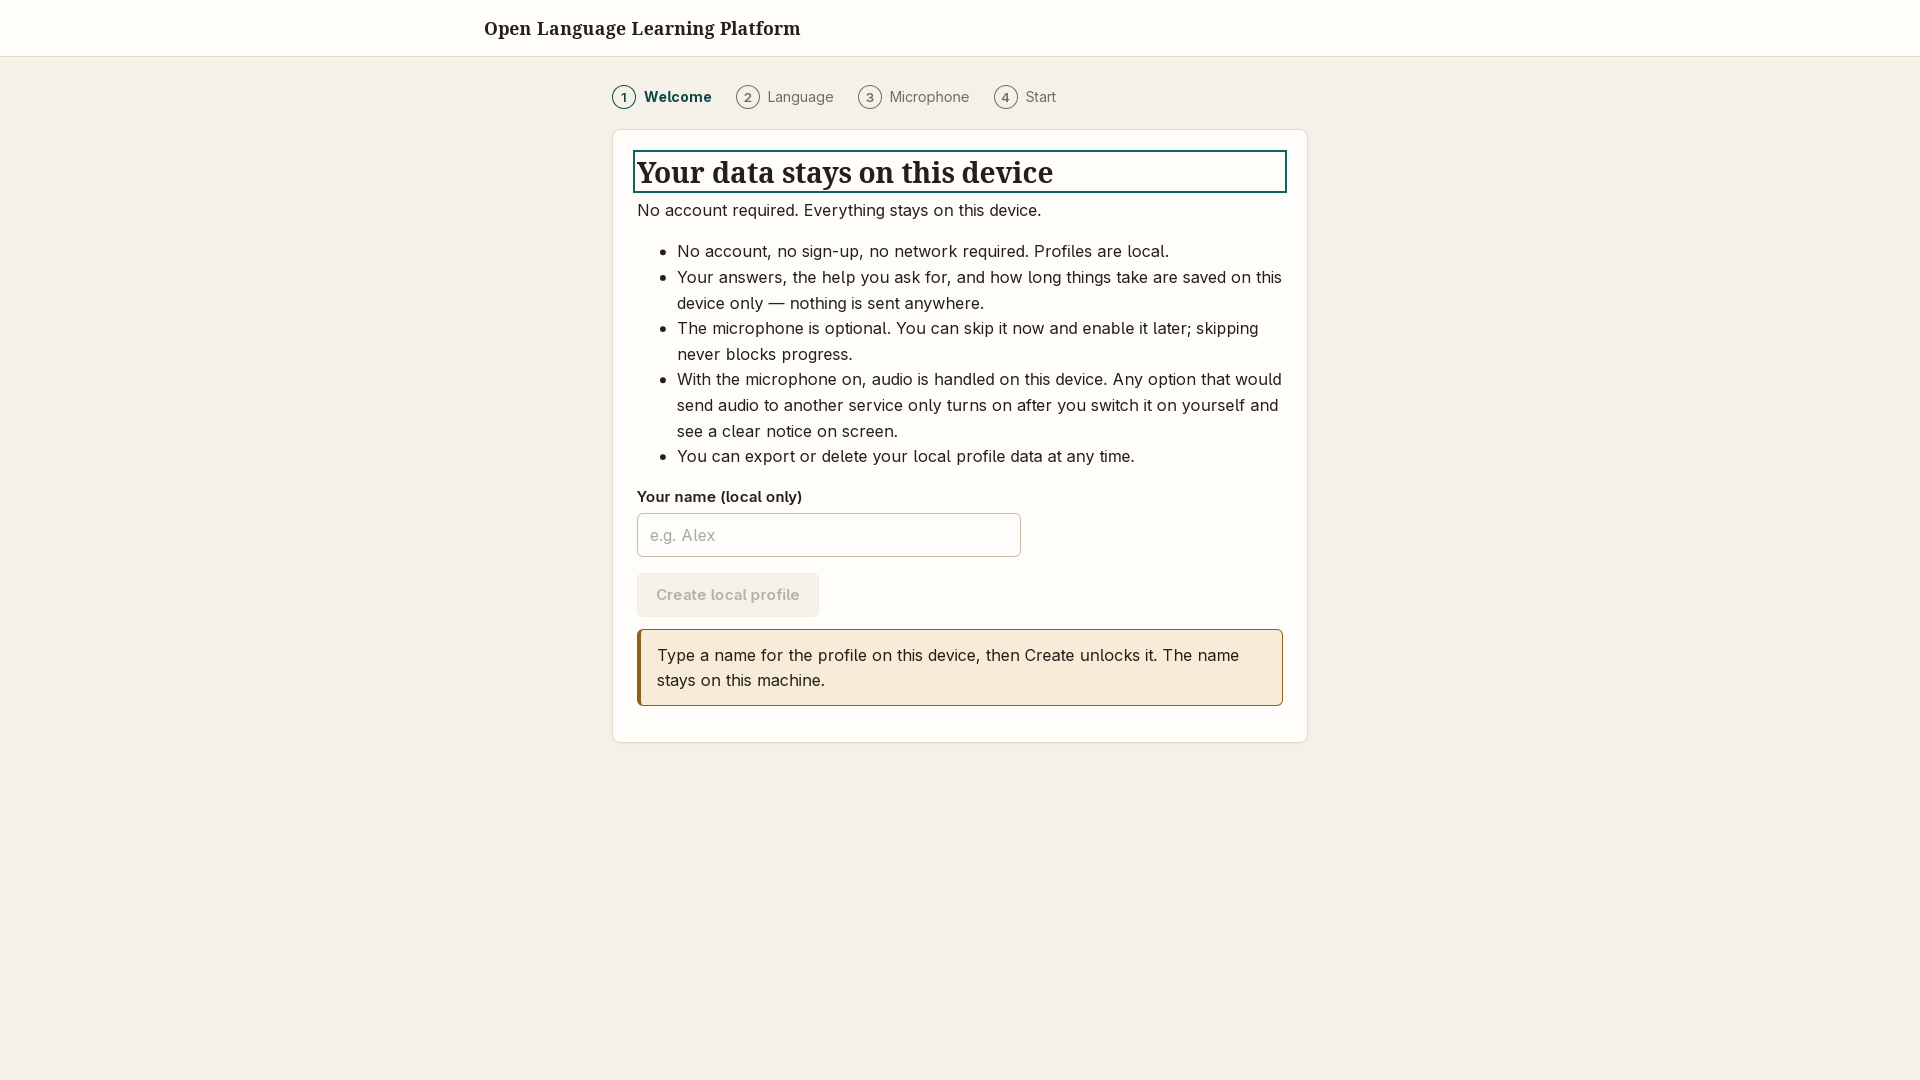 Open Language Learning Platform
1 Welcome 2 Language 3 Microphone 4 Start
Your data stays on this device
No account required. Everything stays on this device.
• No account, no sign-up, no network required. Profiles are local.
• Your answers, the help you ask for, and how long things take are saved on this
device only — nothing is sent anywhere.
• The microphone is optional. You can skip it now and enable it later; skipping
never blocks progress.
• With the microphone on, audio is handled on this device. Any option that would
send audio to another service only turns on after you switch it on yourself and
see a clear notice on screen.
• You can export or delete your local profile data at any time.
Your name (local only)
e.g. Alex
Create local profile
Type a name for the profile on this device, then Create unlocks it. The name
stays on this machine.